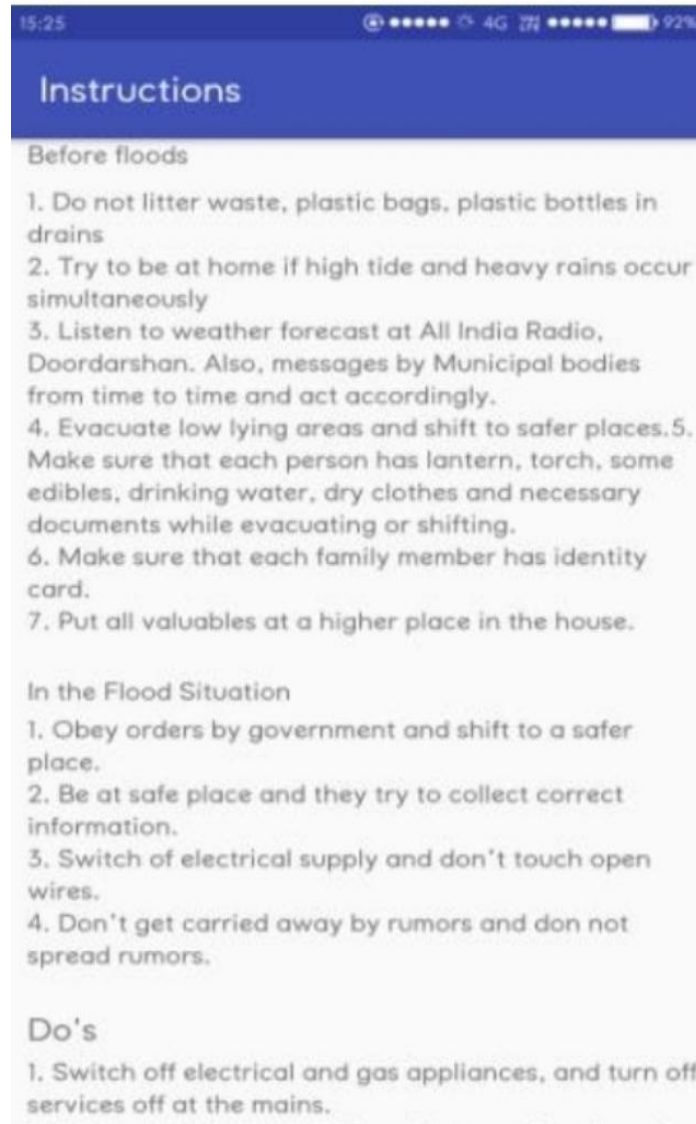 15:25 4G 92%
Instructions
Before floods
1. Do not litter waste, plastic bags, plastic bottles in
drains
2. Try to be at home if high tide and heavy rains occur
simultaneously
3. Listen to weather forecast at All India Radio,
Doordarshan. Also, messages by Municipal bodies
from time to time and act accordingly.
4. Evacuate low lying areas and shift to safer places.5.
Make sure that each person has lantern, torch, some
edibles, drinking water, dry clothes and necessary
documents while evacuating or shifting.
6. Make sure that each family member has identity
card.
7. Put all valuables at a higher place in the house.
In the Flood Situation
1. Obey orders by government and shift to a safer
place.
2. Be at safe place and they try to collect correct
information.
3. Switch of electrical supply and don't touch open
wires.
4. Don't get carried away by rumors and don not
spread rumors.
Do's
1. Switch off electrical and gas appliances, and turn off
services off at the mains.